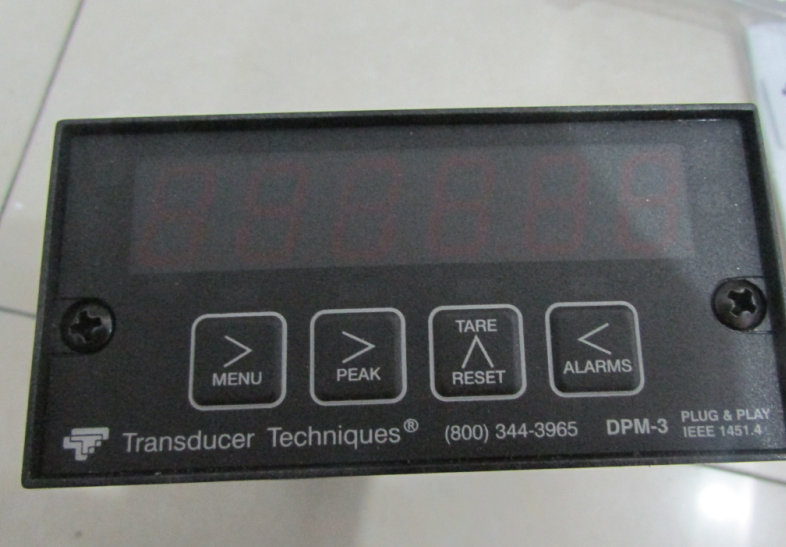 >
MENU
>
PEAK
TARE
RESET
<
ALARMS
Transducer Techniques® (800) 344-3965 DPM-3 PLUG & PLAY
IEEE 1451.4